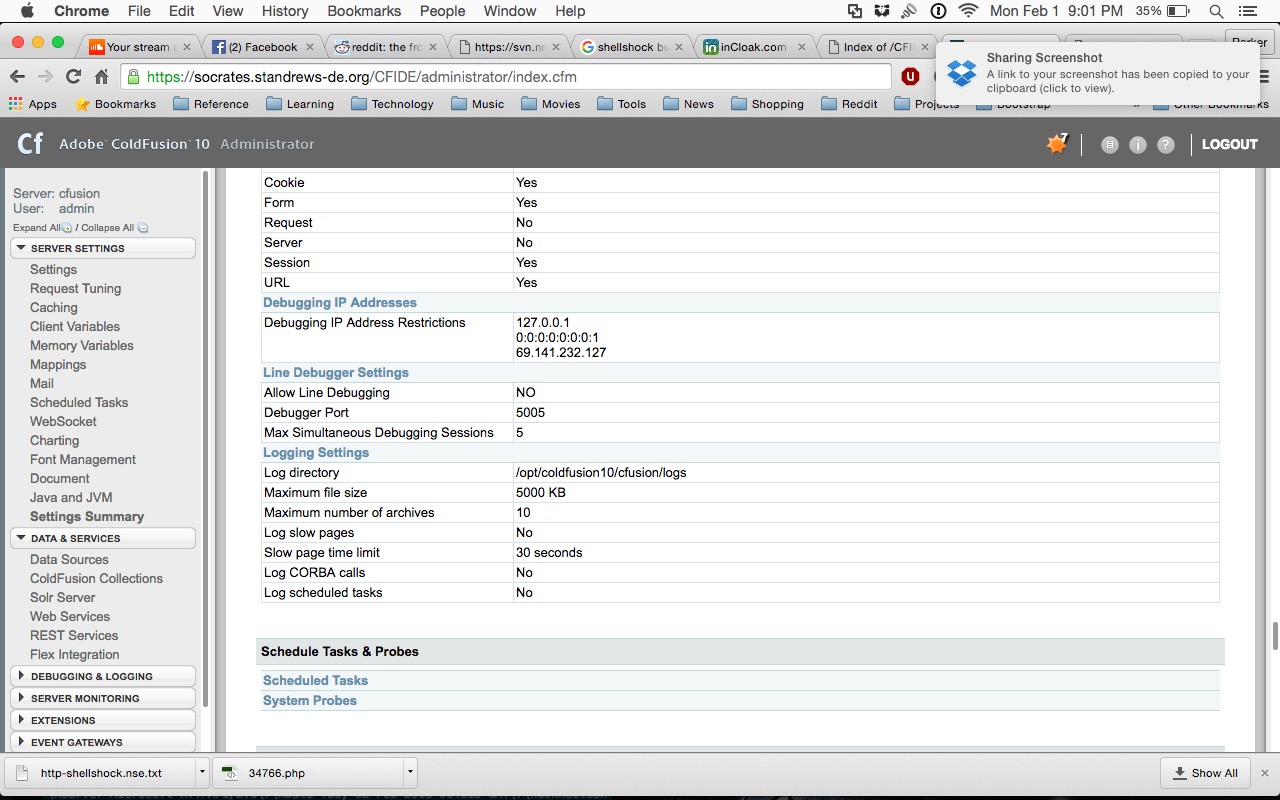 Chrome File Edit View History Bookmarks People Window Help Mon Feb 1 9:01 PM 35%
Your stream (2) Facebook reddit: the fro https://svn.n shellshock bu inCloak.com Index of /CFI
Sharing Screenshot
A link to your screenshot has been copied to your
clipboard (click to view).
https://socrates.standrews-de.org/CFIDE/administrator/index.cfm
Apps Bookmarks Reference Learning Technology Music Movies Tools News Shopping Reddit Projects Bootstrap » Other Bookmarks
Cf Adobe ColdFusion 10 Administrator 7 LOGOUT
Server: cfusion
User: admin
Expand All / Collapse All
SERVER SETTINGS
Settings
Request Tuning
Caching
Client Variables
Memory Variables
Mappings
Mail
Scheduled Tasks
WebSocket
Charting
Font Management
Document
Java and JVM
Settings Summary
DATA & SERVICES
Data Sources
ColdFusion Collections
Solr Server
Web Services
REST Services
Flex Integration
DEBUGGING & LOGGING
SERVER MONITORING
EXTENSIONS
EVENT GATEWAYS
Cookie Yes
Form Yes
Request No
Server No
Session Yes
URL Yes
Debugging IP Addresses
Debugging IP Address Restrictions 127.0.0.1
0:0:0:0:0:0:0:1
69.141.232.127
Line Debugger Settings
Allow Line Debugging NO
Debugger Port 5005
Max Simultaneous Debugging Sessions 5
Logging Settings
Log directory /opt/coldfusion10/cfusion/logs
Maximum file size 5000 KB
Maximum number of archives 10
Log slow pages No
Slow page time limit 30 seconds
Log CORBA calls No
Log scheduled tasks No
Schedule Tasks & Probes
Scheduled Tasks
System Probes
http-shellshock.nse.txt 34766.php Show All